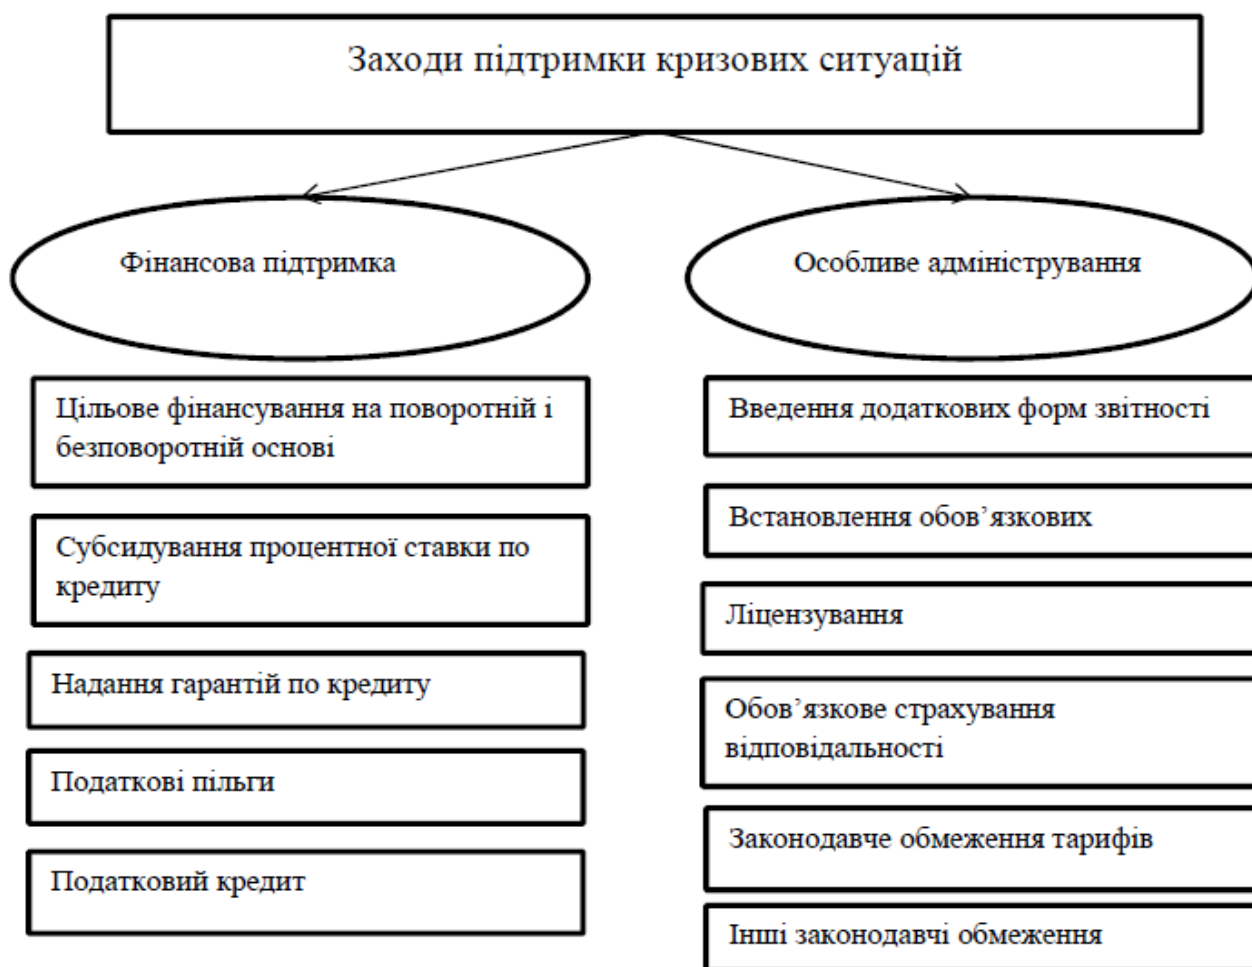 Заходи підтримки кризових ситуацій
Фінансова підтримка
Особливе адміністрування
Цільове фінансування на поворотній і
безповоротній основі
Субсидування процентної ставки по
кредиту
Надання гарантій по кредиту
Податкові пільги
Податковий кредит
Введення додаткових форм звітності
Встановлення обов’язкових
Ліцензування
Обов’язкове страхування
відповідальності
Законодавче обмеження тарифів
Інші законодавчі обмеження